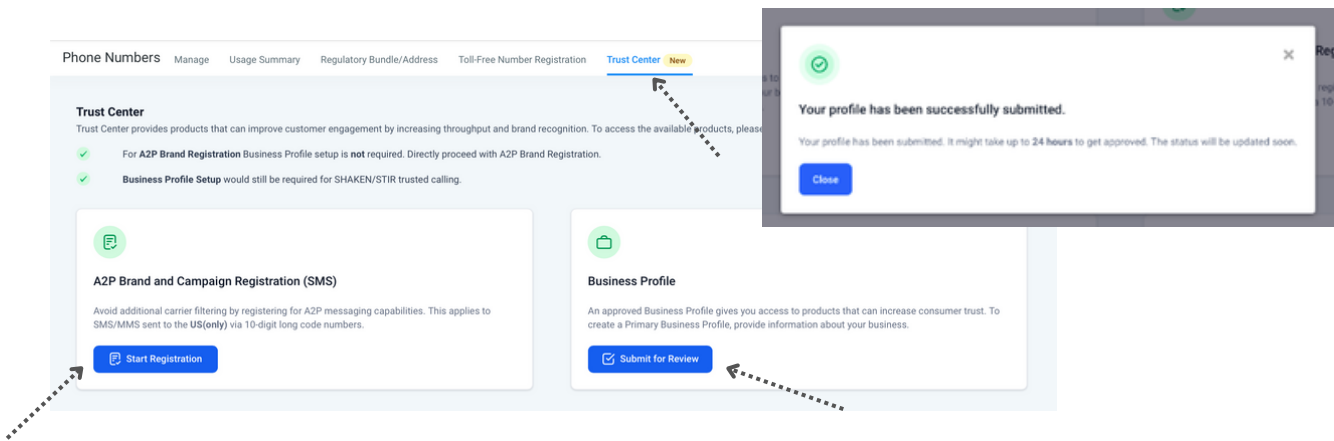 Phone Numbers Manage Usage Summary Regulatory Bundle/Address Toll-Free Number Registration Trust Center New
Trust Center
Trust Center provides products that can improve customer engagement by increasing throughput and brand recognition. To access the available products, please
For A2P Brand Registration Business Profile setup is not required. Directly proceed with A2P Brand Registration.
Business Profile Setup would still be required for SHAKEN/STIR trusted calling.
A2P Brand and Campaign Registration (SMS)
Avoid additional carrier filtering by registering for A2P messaging capabilities. This applies to
SMS/MMS sent to the US(only) via 10-digit long code numbers.
Start Registration
Business Profile
An approved Business Profile gives you access to products that can increase consumer trust. To
create a Primary Business Profile, provide information about your business.
Submit for Review
Your profile has been successfully submitted.
Your profile has been submitted. It might take up to 24 hours to get approved. The status will be updated soon.
Close